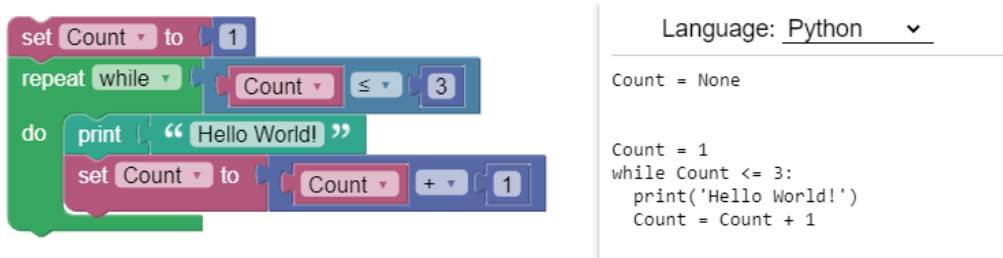 set Count to 1
repeat while Count ≤ 3
do print “ Hello World! ”
set Count to Count + 1
Language: Python
Count = None
Count = 1
while Count <= 3:
  print('Hello World!')
  Count = Count + 1